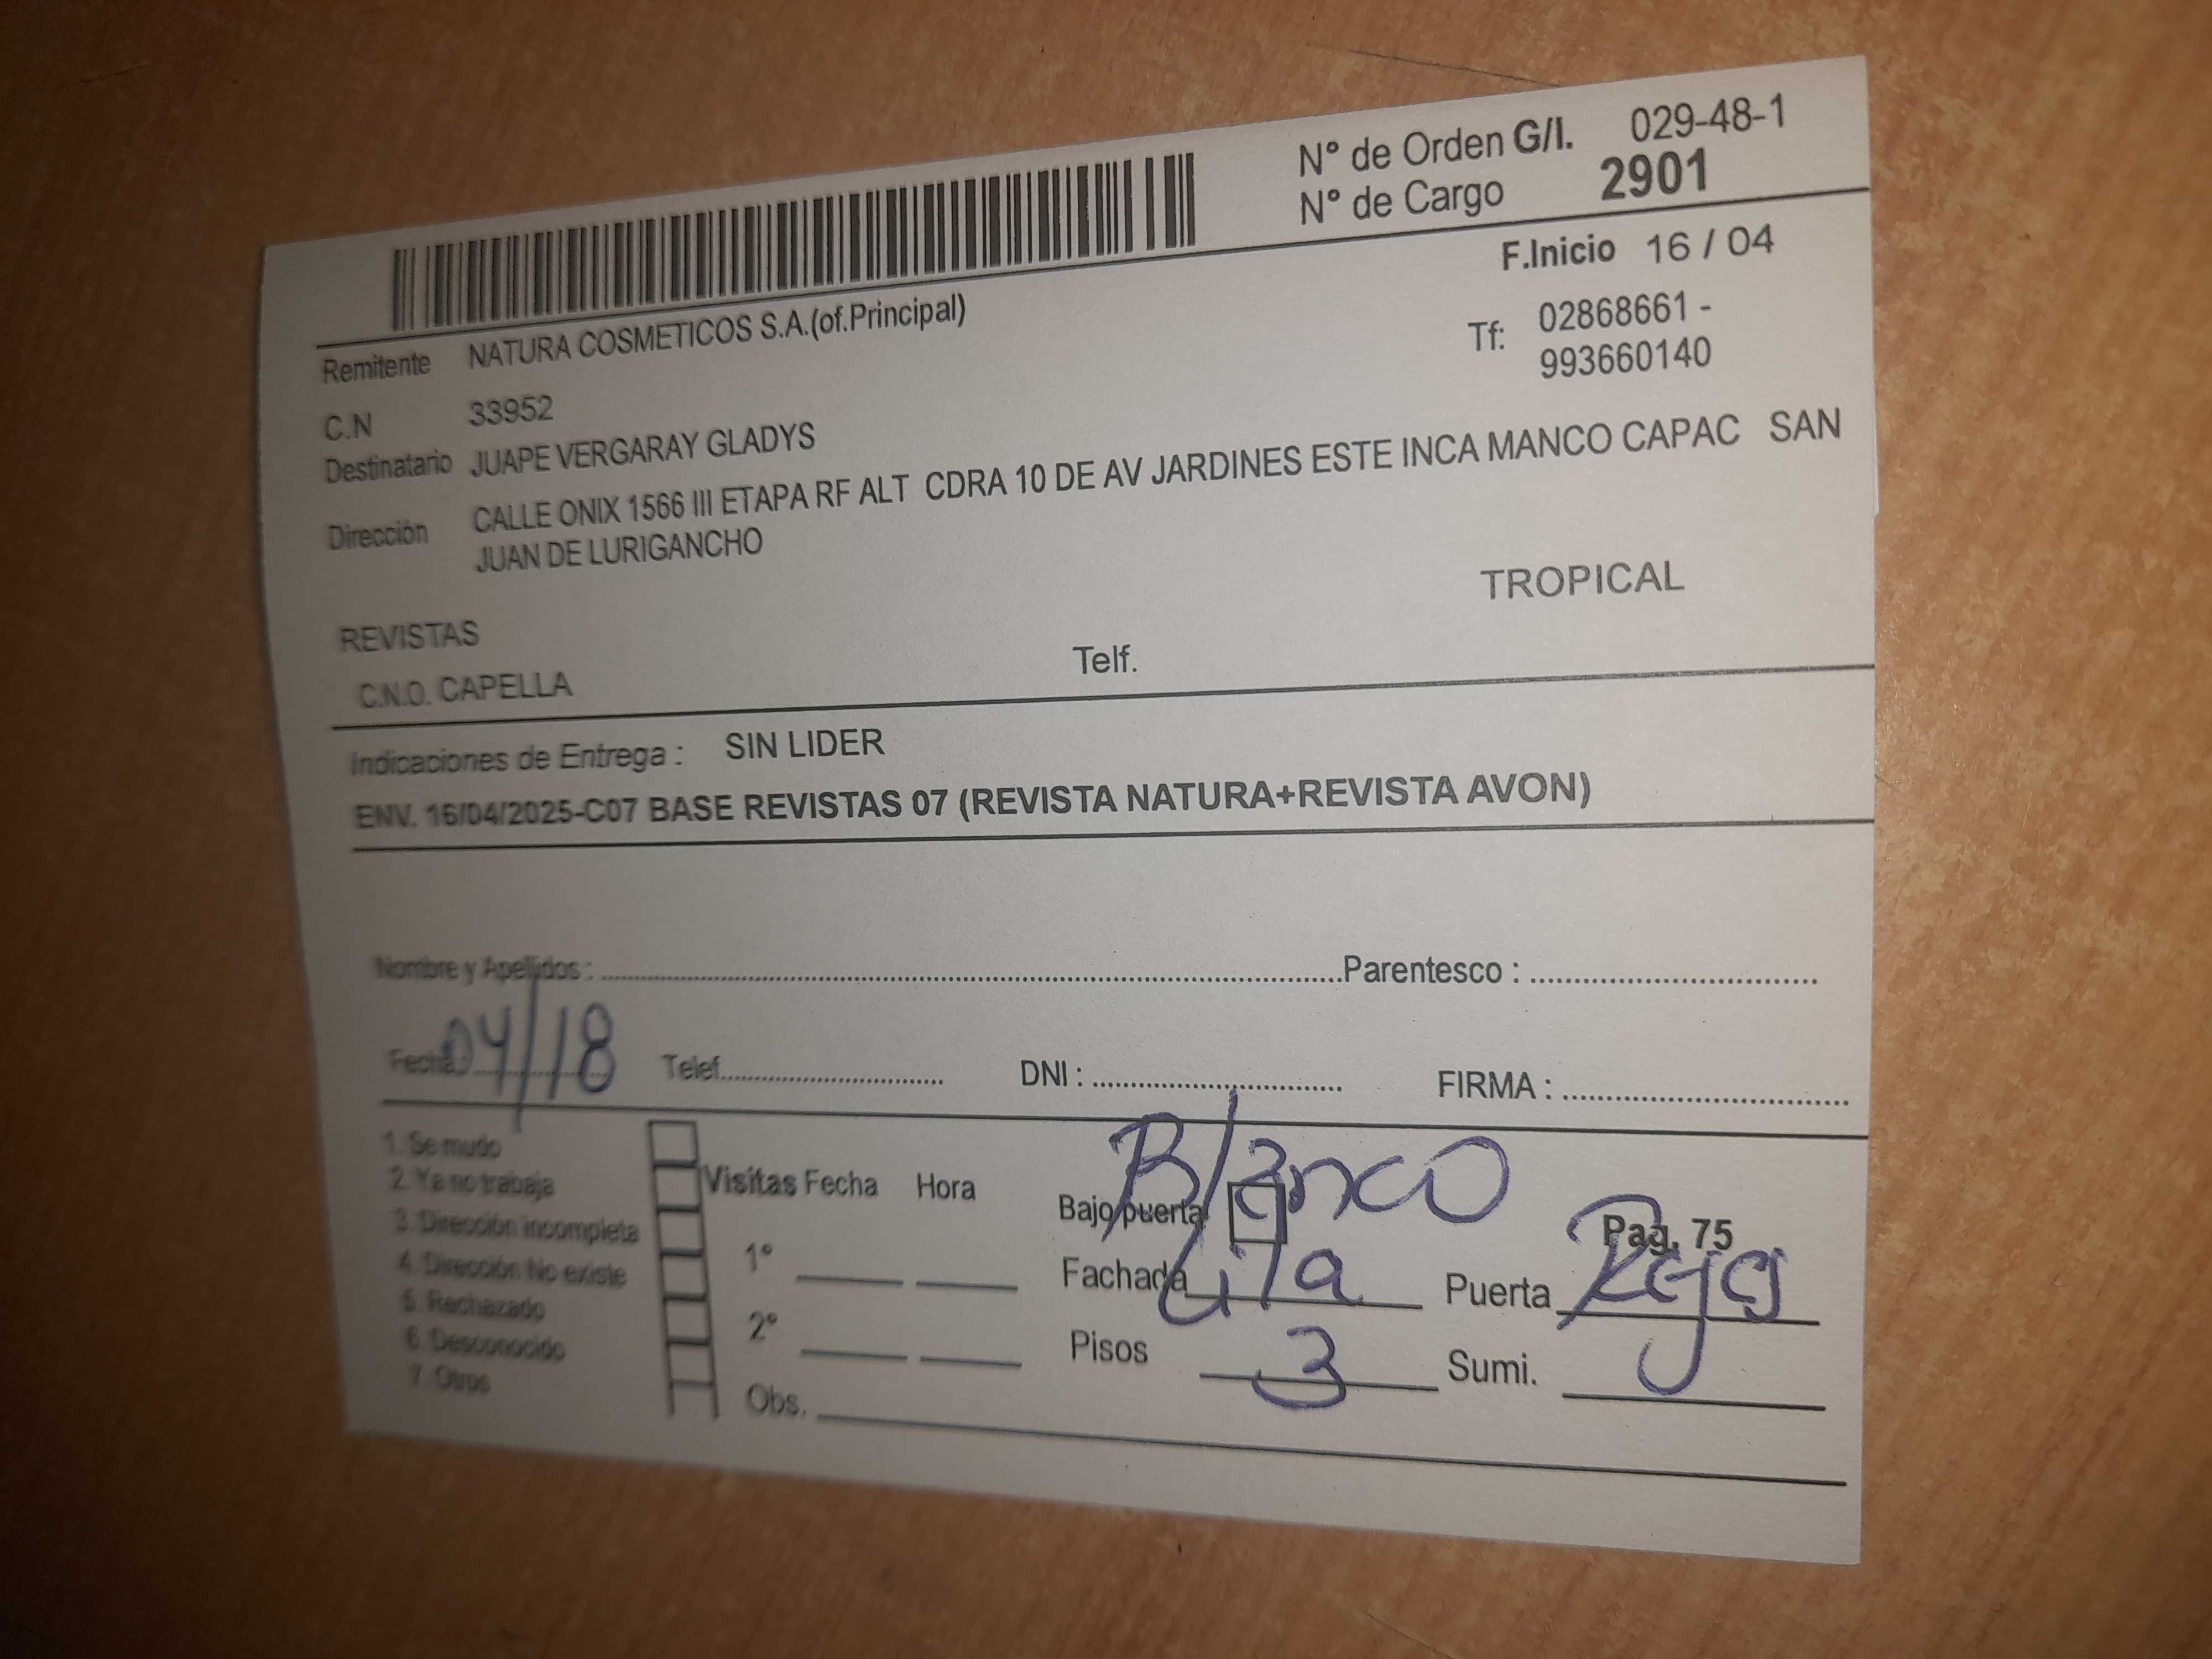 N° de Orden G/I. 029-48-1
N° de Cargo 2901
F.Inicio 16 / 04
Remitente NATURA COSMETICOS S.A.(of.Principal)
Tf: 02868661 -
993660140
C.N 33952
Destinatario JUAPE VERGARAY GLADYS
Dirección CALLE ONIX 1566 III ETAPA RF ALT CDRA 10 DE AV JARDINES ESTE INCA MANCO CAPAC SAN
JUAN DE LURIGANCHO
TROPICAL
REVISTAS
C.N.O. CAPELLA Telf.
Indicaciones de Entrega : SIN LIDER
ENV. 16/04/2025-C07 BASE REVISTAS 07 (REVISTA NATURA+REVISTA AVON)
Nombre y Apellidos : Parentesco :
Fecha: 04/18 Telef. DNI : FIRMA :
1. Se mudo
2. Ya no trabaja
3. Dirección incompleta
4. Dirección No existe
5. Rechazado
6. Desconocido
7. Otros
Visitas Fecha Hora
1°
2°
Obs.
Blanco
Bajo puerta
Pag. 75
Fachada Lila Puerta Reja
Pisos 3 Sumi.